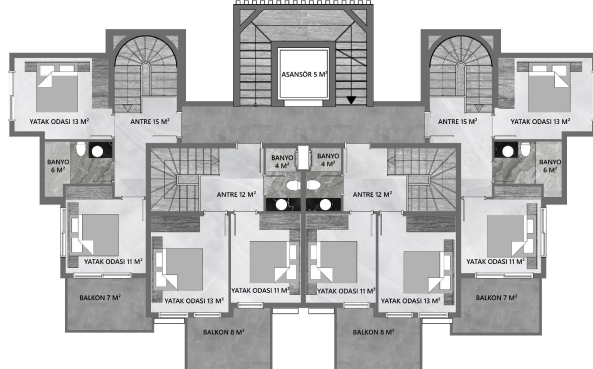 ASANSÖR 5 M²
YATAK ODASI 13 M²
ANTRE 15 M²
ANTRE 15 M²
YATAK ODASI 13 M²
BANYO
6 M²
BANYO
4 M²
BANYO
4 M²
BANYO
6 M²
ANTRE 12 M²
ANTRE 12 M²
YATAK ODASI 11 M²
YATAK ODASI 11 M²
YATAK ODASI 11 M²
YATAK ODASI 11 M²
BALKON 7 M²
YATAK ODASI 13 M²
YATAK ODASI 13 M²
BALKON 7 M²
BALKON 8 M²
BALKON 8 M²